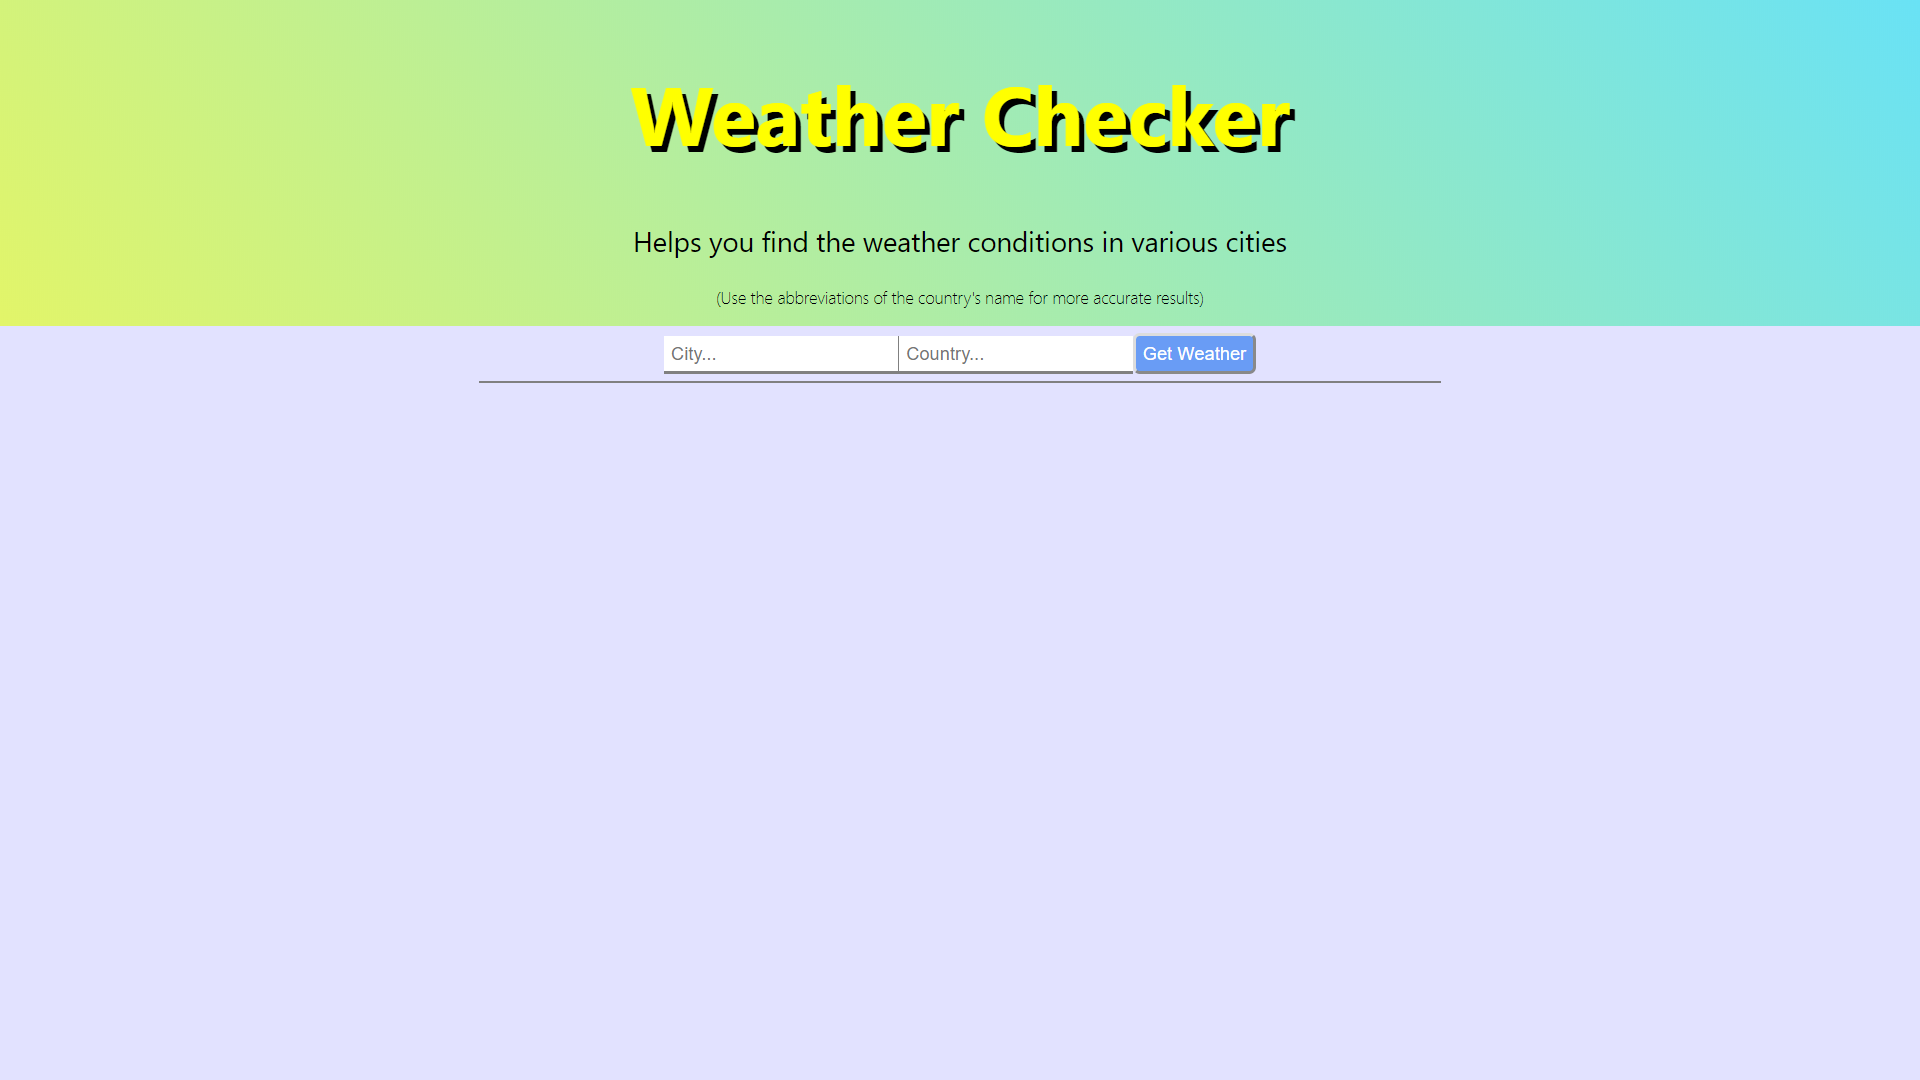 Weather Checker
Helps you find the weather conditions in various cities
(Use the abbreviations of the country's name for more accurate results)
City... Country... Get Weather